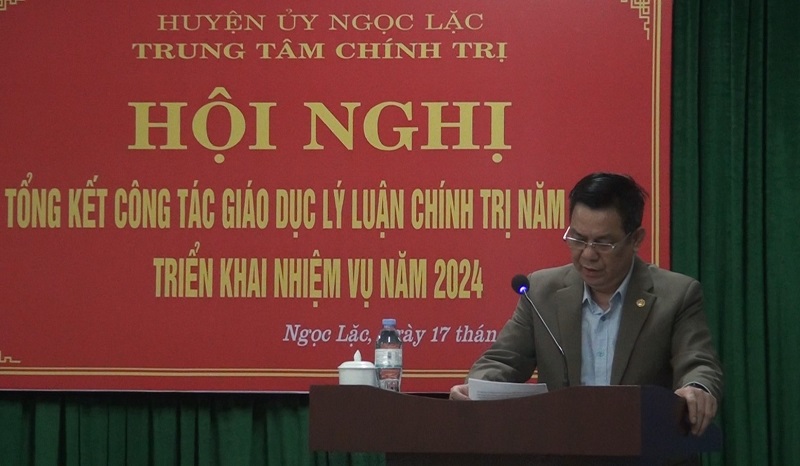 HUYỆN ỦY NGỌC LẶC
TRUNG TÂM CHÍNH TRỊ
HỘI NGHỊ
TỔNG KẾT CÔNG TÁC GIÁO DỤC LÝ LUẬN CHÍNH TRỊ NĂM
TRIỂN KHAI NHIỆM VỤ NĂM 2024
Ngọc Lặc, 17